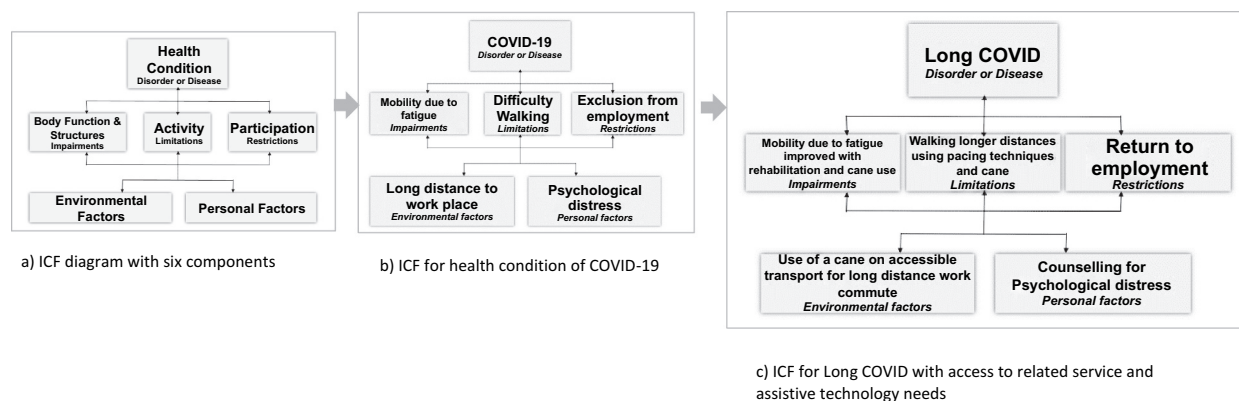 Health
Condition
Disorder or Disease
Body Function &
Structures
Impairments
Activity
Limitations
Participation
Restrictions
Environmental
Factors
Personal Factors
a) ICF diagram with six components
COVID-19
Disorder or Disease
Mobility due to
fatigue
Impairments
Difficulty
Walking
Limitations
Exclusion from
employment
Restrictions
Long distance to
work place
Environmental factors
Psychological
distress
Personal factors
b) ICF for health condition of COVID-19
Long COVID
Disorder or Disease
Mobility due to fatigue
improved with
rehabilitation and cane use
Impairments
Walking longer distances
using pacing techniques
and cane
Limitations
Return to
employment
Restrictions
Use of a cane on accessible
transport for long distance work
commute
Environmental factors
Counselling for
Psychological distress
Personal factors
c) ICF for Long COVID with access to related service and
assistive technology needs